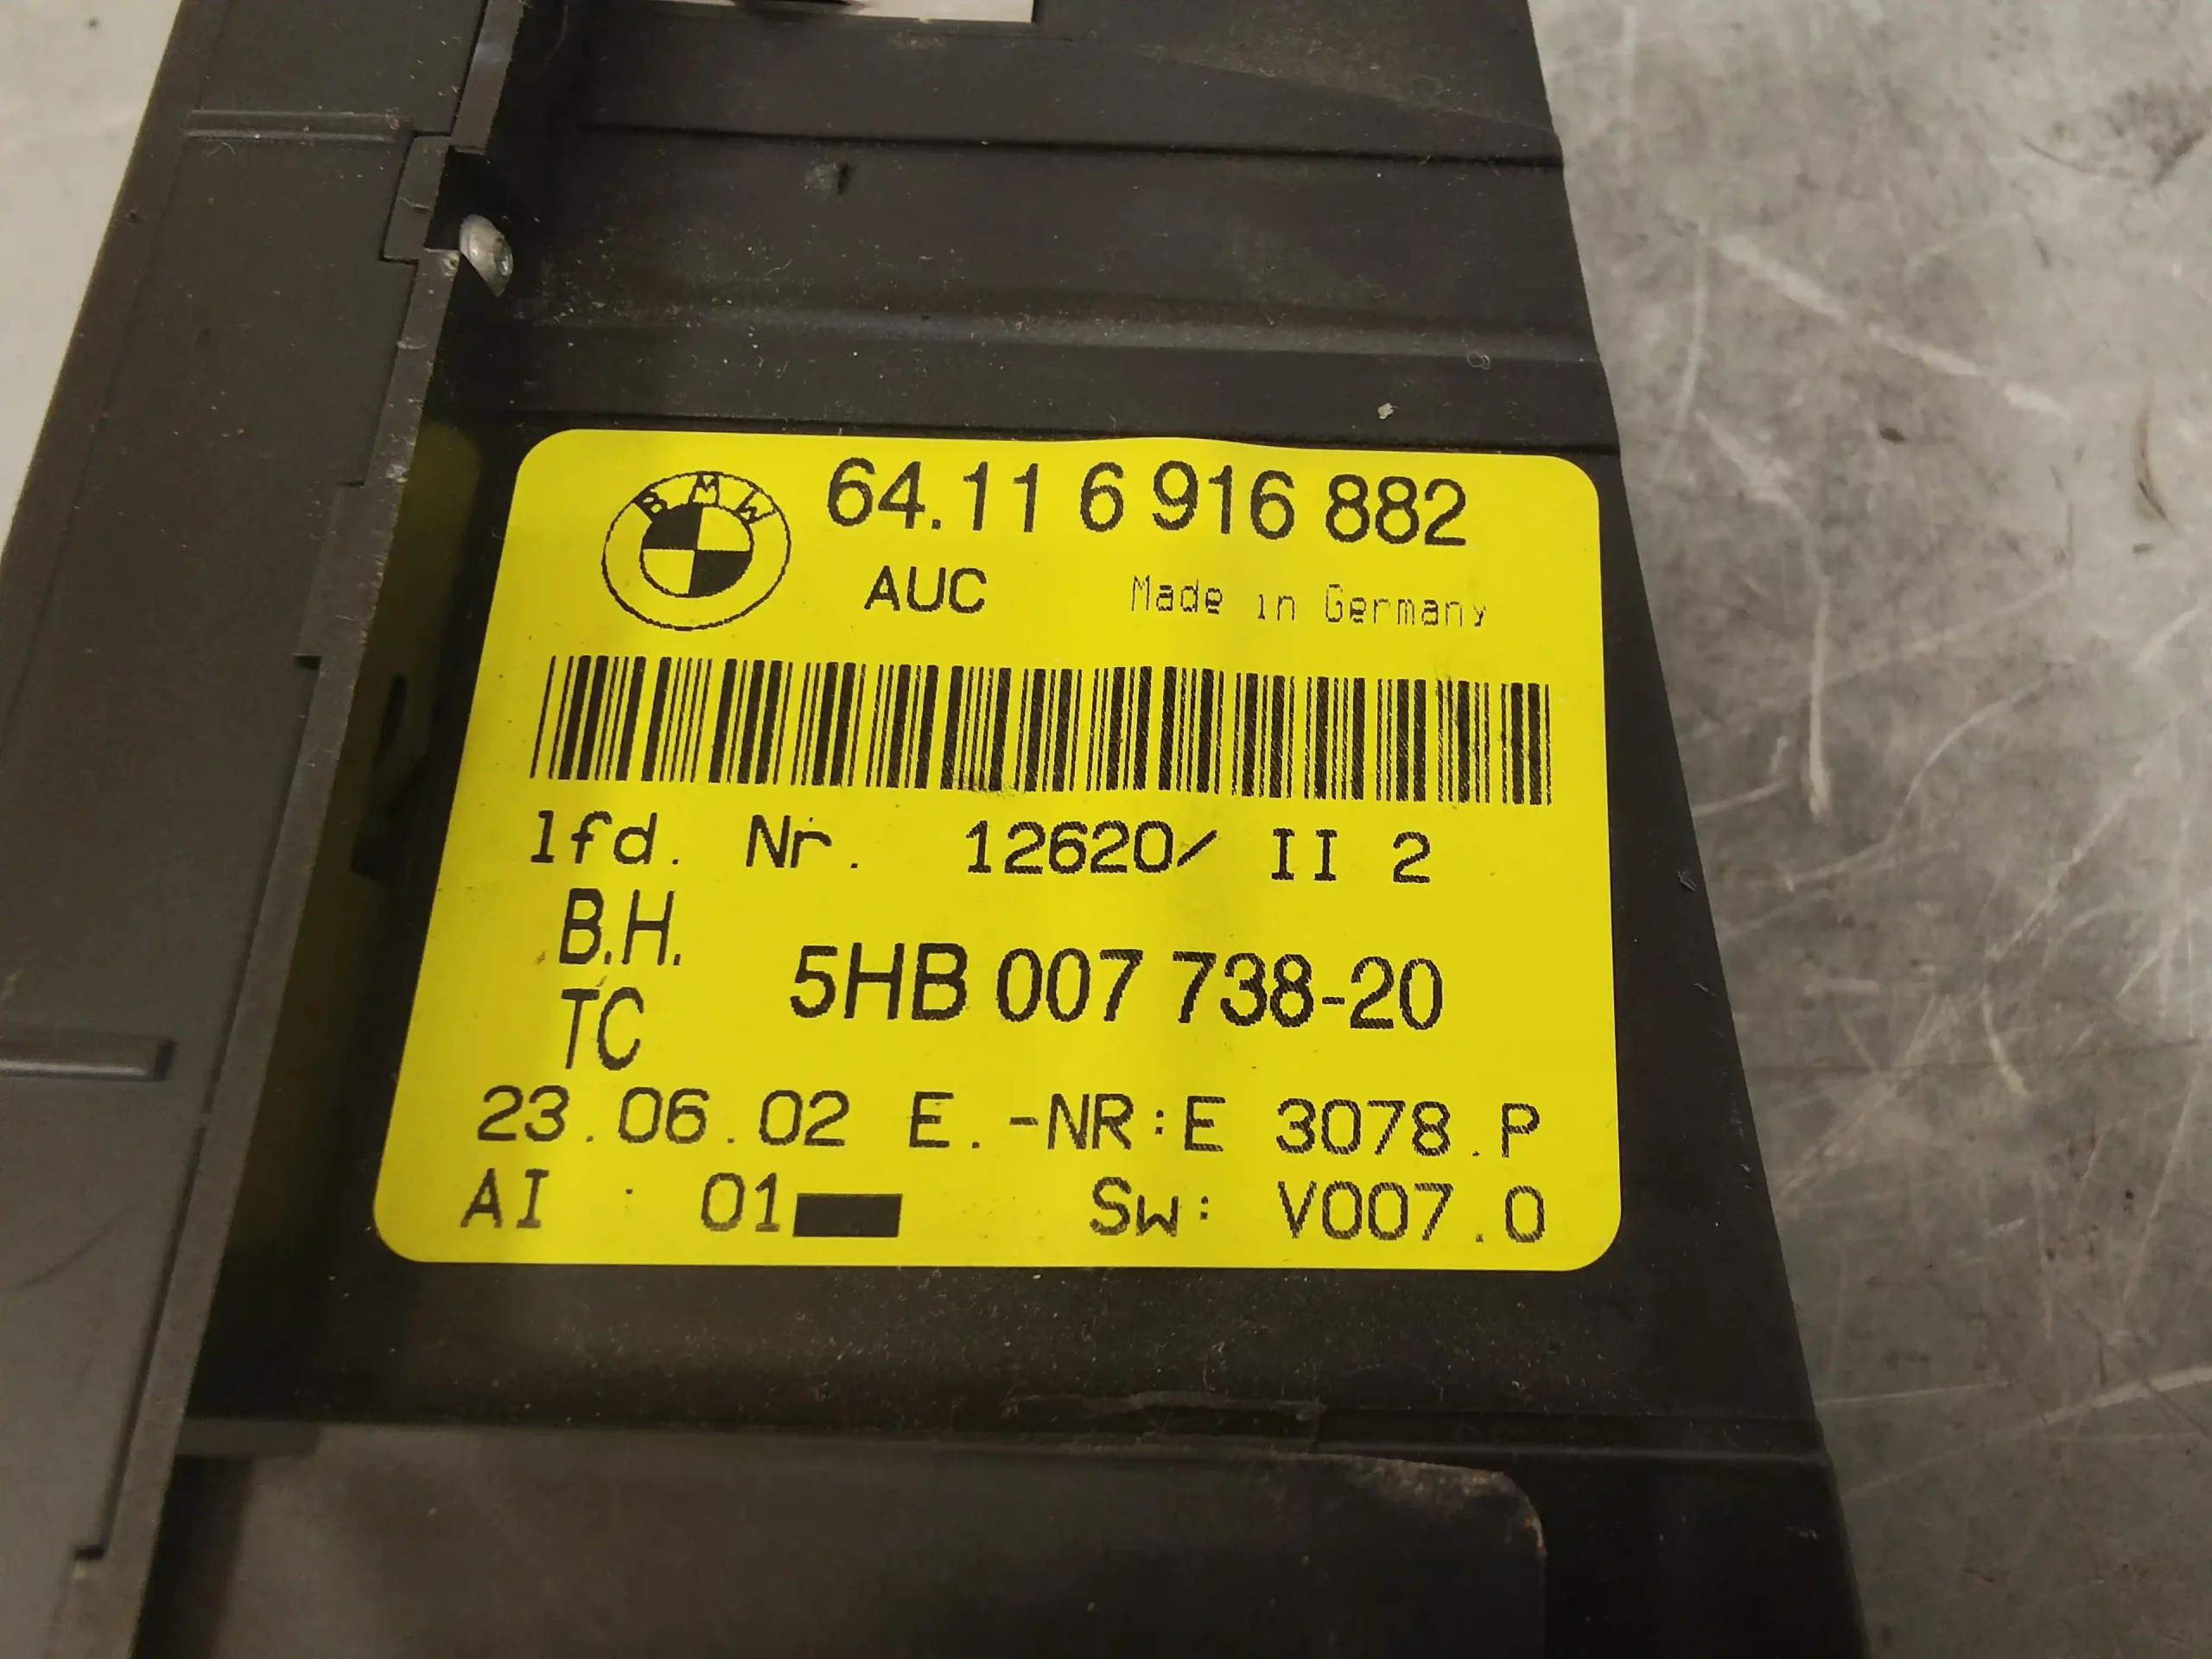 BMW
64.11 6 916 882
AUC Made in Germany
lfd. Nr. 12620/ II 2
B.H.
5HB 007 738-20
TC
23.06.02 E.-NR:E 3078.P
AI : 01 Sw: V007.0